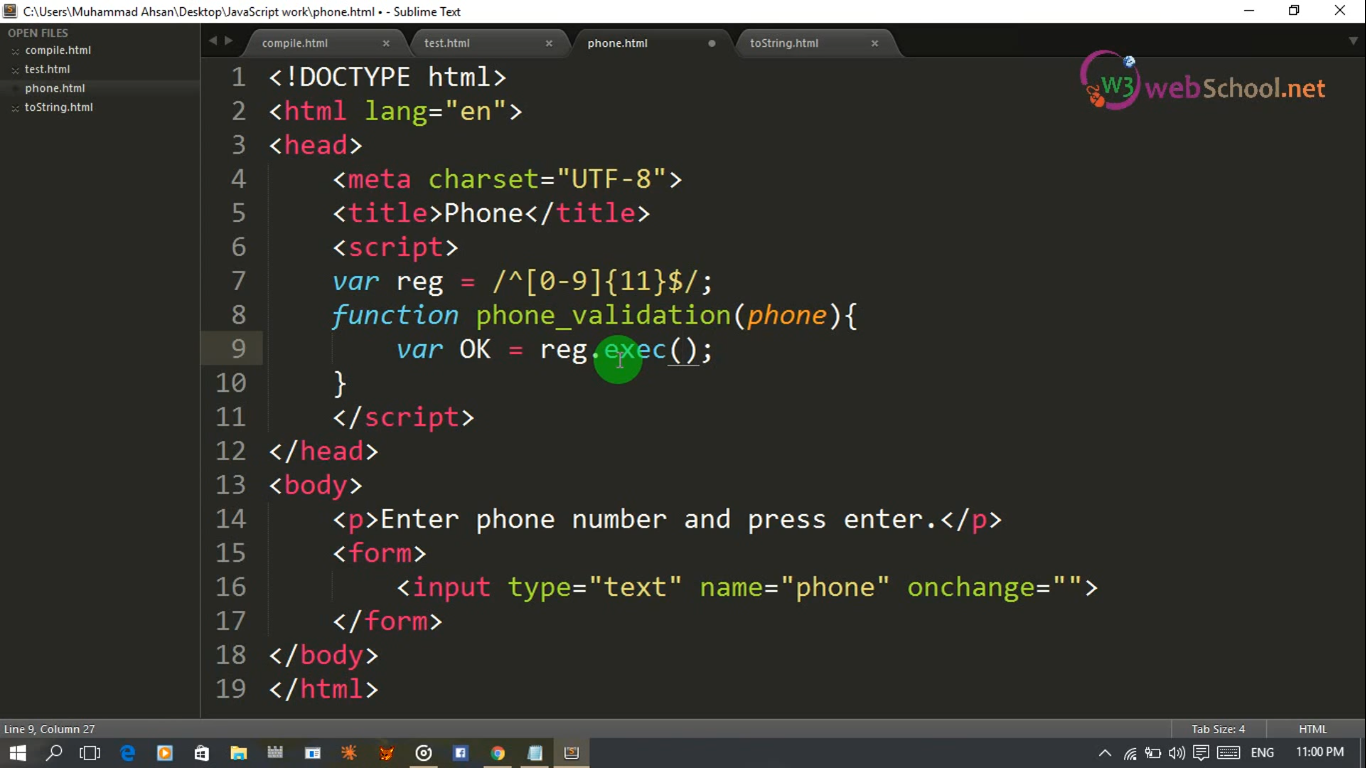 C:\Users\Muhammad Ahsan\Desktop\JavaScript work\phone.html • - Sublime Text
OPEN FILES
compile.html
test.html
phone.html
toString.html
compile.html × test.html × phone.html toString.html ×
W3 webSchool.net
1 <!DOCTYPE html>
2 <html lang="en">
3 <head>
4 <meta charset="UTF-8">
5 <title>Phone</title>
6 <script>
7 var reg = /^[0-9]{11}$/;
8 function phone_validation(phone){
9 var OK = reg.exec();
10 }
11 </script>
12 </head>
13 <body>
14 <p>Enter phone number and press enter.</p>
15 <form>
16 <input type="text" name="phone" onchange="">
17 </form>
18 </body>
19 </html>
Line 9, Column 27 Tab Size: 4 HTML
ENG 11:00 PM